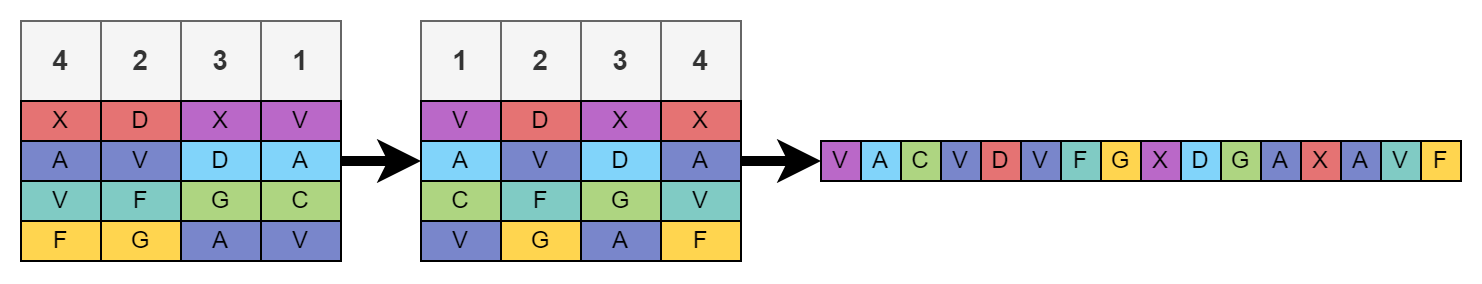 4 2 3 1
X D X V
A V D A
V F G C
F G A V
1 2 3 4
V D X X
A V D A
C F G V
V G A F
V A C V D V F G X D G A X A V F